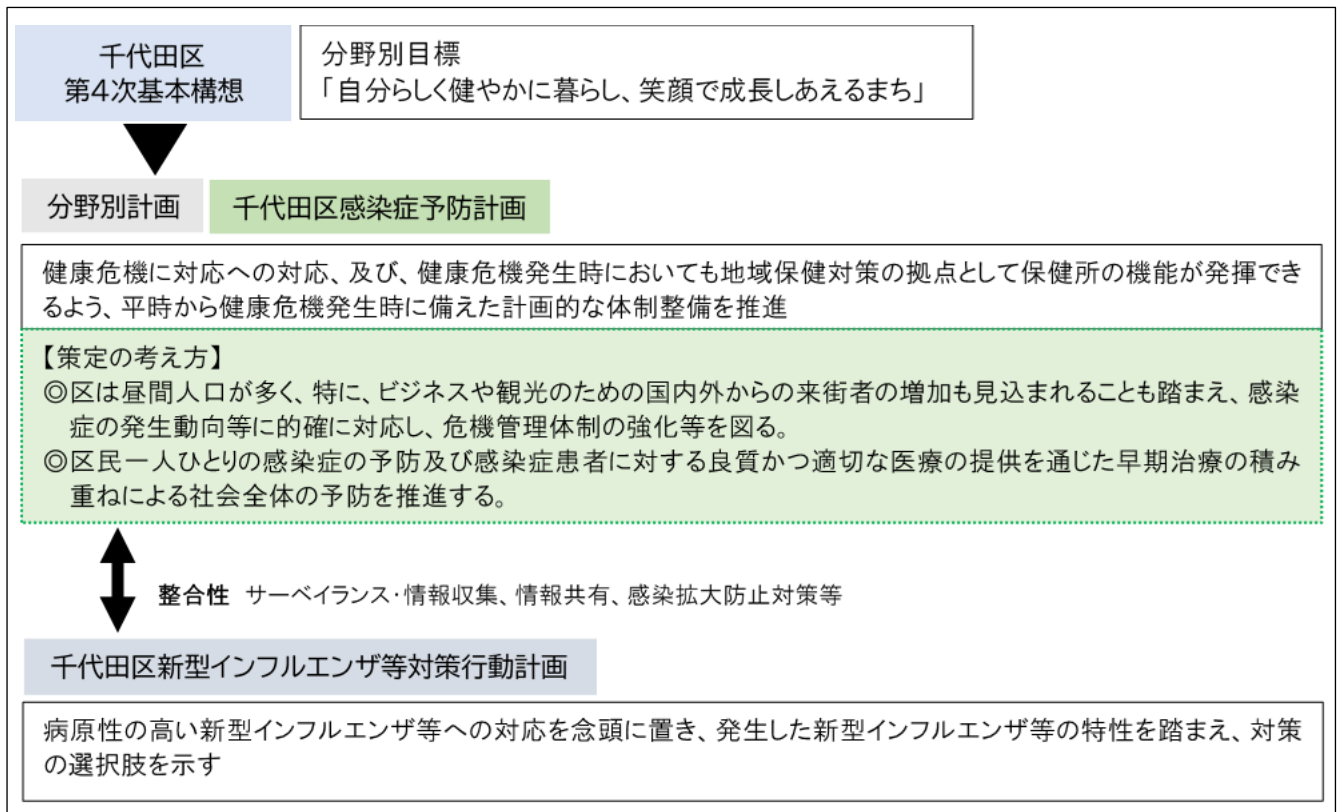 千代田区
第4次基本構想
分野別目標
「自分らしく健やかに暮らし、笑顔で成長しあえるまち」
分野別計画
千代田区感染症予防計画
健康危機に対応への対応、及び、健康危機発生時においても地域保健対策の拠点として保健所の機能が発揮でき
るよう、平時から健康危機発生時に備えた計画的な体制整備を推進
【策定の考え方】
◎区は昼間人口が多く、特に、ビジネスや観光のための国内外からの来街者の増加も見込まれることも踏まえ、感染
症の発生動向等に的確に対応し、危機管理体制の強化等を図る。
◎区民一人ひとりの感染症の予防及び感染症患者に対する良質かつ適切な医療の提供を通じた早期治療の積み
重ねによる社会全体の予防を推進する。
整合性 サーベイランス・情報収集、情報共有、感染拡大防止対策等
千代田区新型インフルエンザ等対策行動計画
病原性の高い新型インフルエンザ等への対応を念頭に置き、発生した新型インフルエンザ等の特性を踏まえ、対策
の選択肢を示す